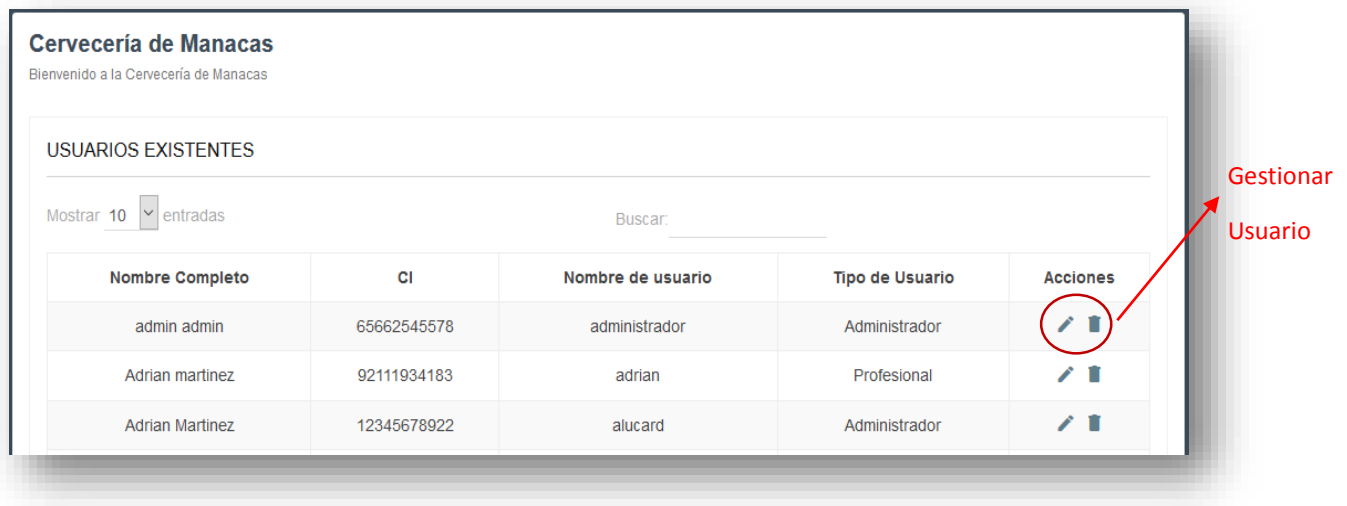 Cervecería de Manacas
Bienvenido a la Cervecería de Manacas
USUARIOS EXISTENTES
Mostrar 10 entradas Buscar:
Nombre Completo CI Nombre de usuario Tipo de Usuario Acciones
admin admin 65662545578 administrador Administrador
Adrian martinez 92111934183 adrian Profesional
Adrian Martinez 12345678922 alucard Administrador
Gestionar
Usuario